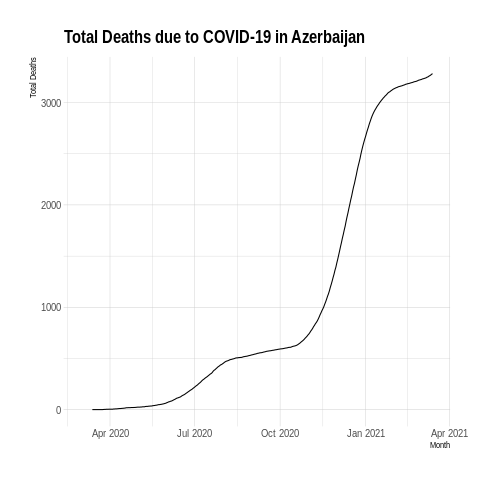 Total Deaths due to COVID-19 in Azerbaijan
Total Deaths
3000
2000
1000
0
Apr 2020 Jul 2020 Oct 2020 Jan 2021 Apr 2021
Month